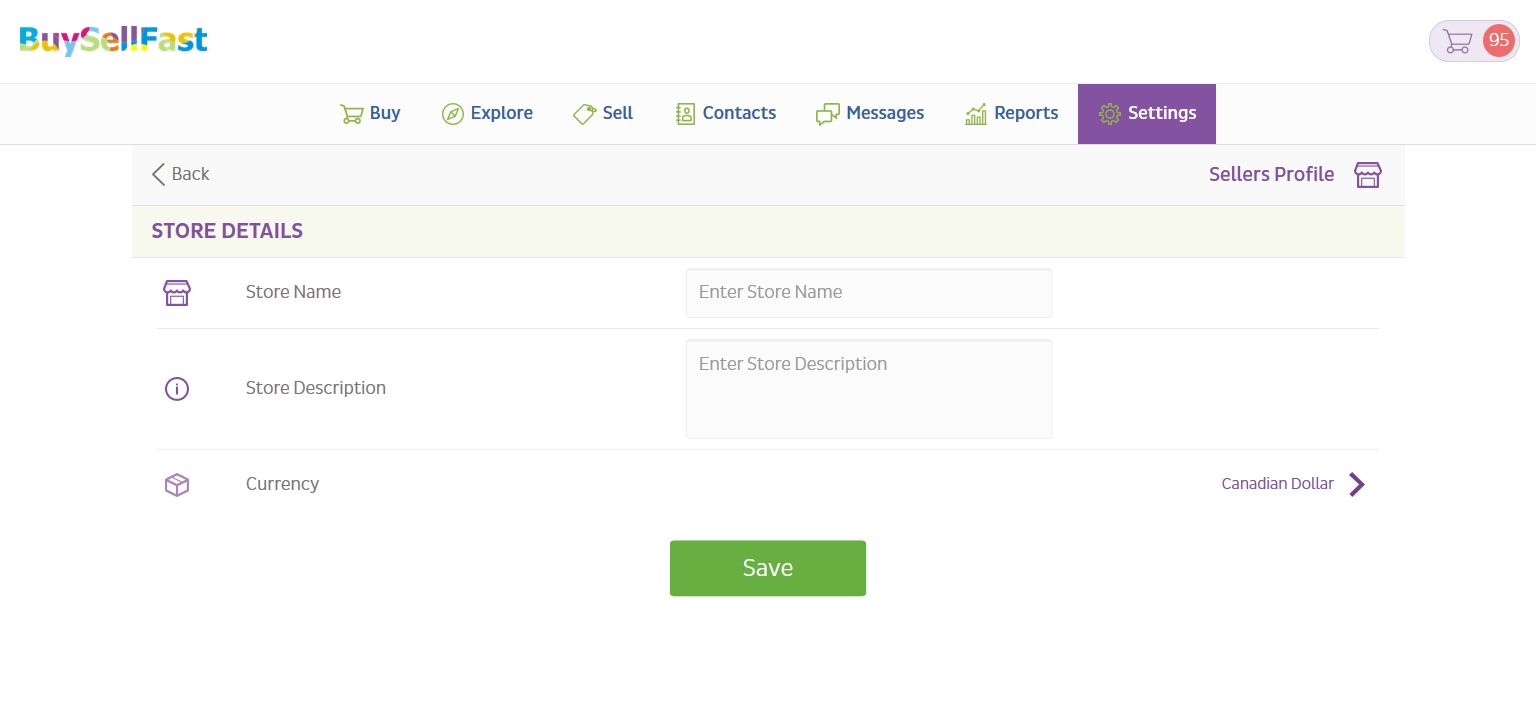 BuySellFast
95
Buy Explore Sell Contacts Messages Reports Settings
Back Sellers Profile
STORE DETAILS
Store Name Enter Store Name
Enter Store Description
Store Description
Currency Canadian Dollar
Save